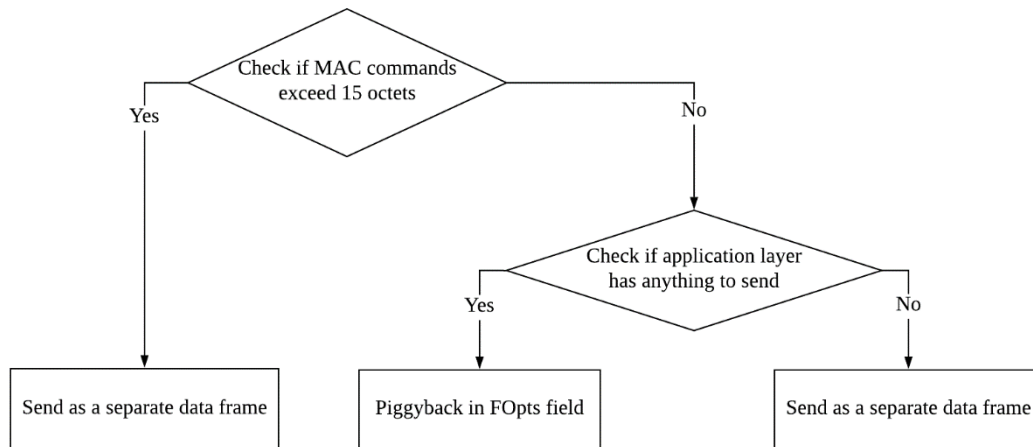 Check if MAC commands
exceed 15 octets
Yes
No
Check if application layer
has anything to send
Yes
No
Send as a separate data frame
Piggyback in FOpts field
Send as a separate data frame